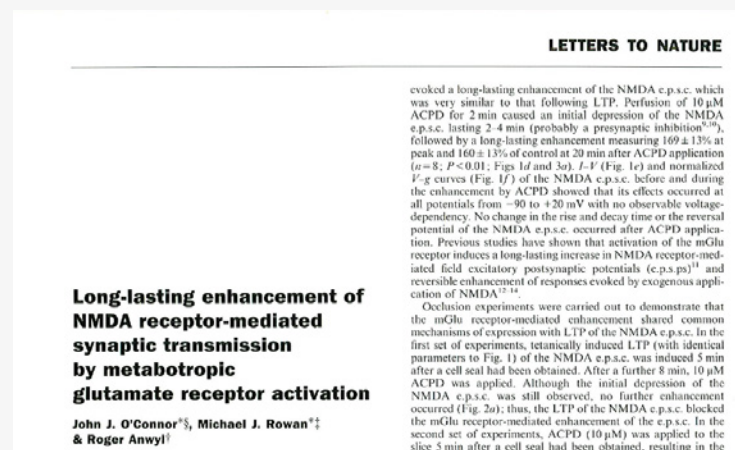 LETTERS TO NATURE
Long-lasting enhancement of
NMDA receptor-mediated
synaptic transmission
by metabotropic
glutamate receptor activation
John J. O'Connor*§, Michael J. Rowan*‡
& Roger Anwyl†
evoked a long-lasting enhancement of the NMDA e.p.s.c. which
was very similar to that following LTP. Perfusion of 10 μM
ACPD for 2 min caused an initial depression of the NMDA
e.p.s.c. lasting 2–4 min (probably a presynaptic inhibition9,10),
followed by a long-lasting enhancement measuring 169 ± 13% at
peak and 160 ± 13% of control at 20 min after ACPD application
(n=8; P<0.01; Figs 1d and 3a). I–V (Fig. 1e) and normalized
V–g curves (Fig. 1f) of the NMDA e.p.s.c. before and during
the enhancement by ACPD showed that its effects occurred at
all potentials from −90 to +20 mV with no observable voltage-
dependency. No change in the rise and decay time or the reversal
potential of the NMDA e.p.s.c. occurred after ACPD applica-
tion. Previous studies have shown that activation of the mGlu
receptor induces a long-lasting increase in NMDA receptor-med-
iated field excitatory postsynaptic potentials (e.p.s.ps)11 and
reversible enhancement of responses evoked by exogenous appli-
cation of NMDA12–14.
Occlusion experiments were carried out to demonstrate that
the mGlu receptor-mediated enhancement shared common
mechanisms of expression with LTP of the NMDA e.p.s.c. In the
first set of experiments, tetanically induced LTP (with identical
parameters to Fig. 1) of the NMDA e.p.s.c. was induced 5 min
after a cell seal had been obtained. After a further 8 min, 10 μM
ACPD was applied. Although the initial depression of the
NMDA e.p.s.c. was still observed, no further enhancement
occurred (Fig. 2a); thus, the LTP of the NMDA e.p.s.c. blocked
the mGlu receptor-mediated enhancement of the e.p.s.c. In the
second set of experiments, ACPD (10 μM) was applied to the
slice 5 min after a cell seal had been obtained, resulting in the